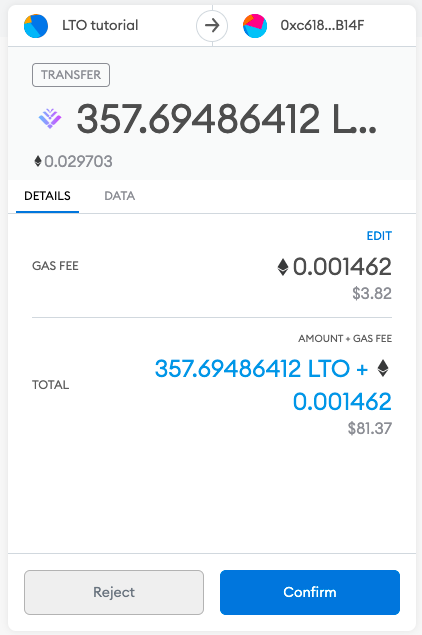 LTO tutorial
0xc618...B14F
TRANSFER
357.69486412 L...
0.029703
DETAILS
DATA
EDIT
GAS FEE
0.001462
$3.82
AMOUNT + GAS FEE
TOTAL
357.69486412 LTO +
0.001462
$81.37
Reject
Confirm